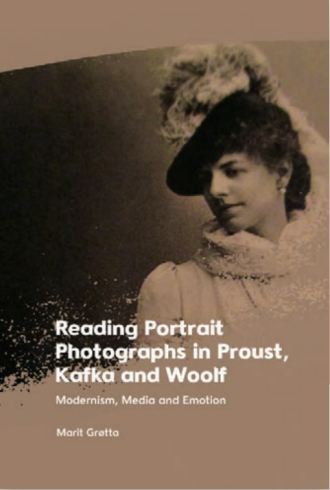 Reading Portrait
Photographs in Proust,
Kafka and Woolf
Modernism, Media and Emotion
Marit Grøtta